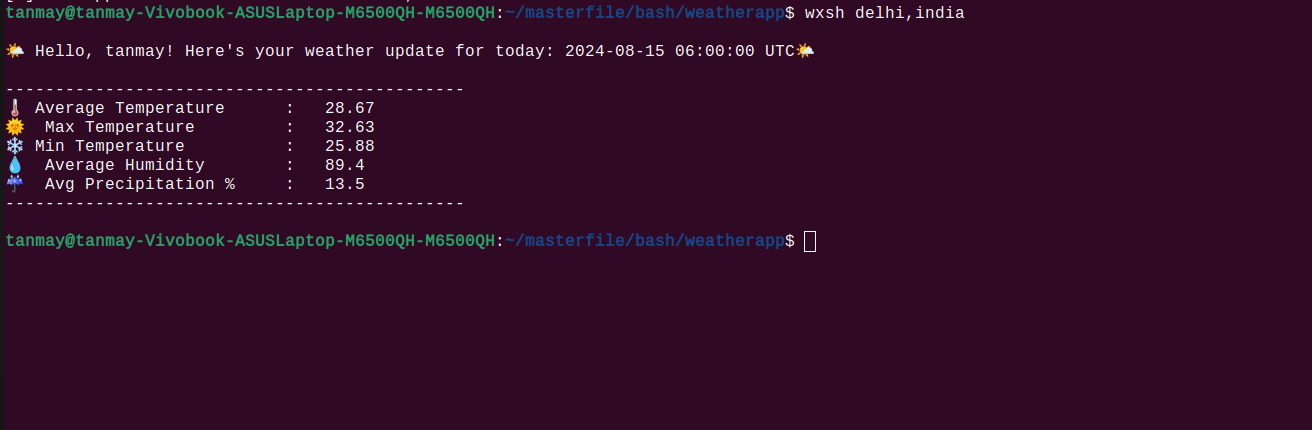 tanmay@tanmay-Vivobook-ASUSLaptop-M6500QH-M6500QH:~/masterfile/bash/weatherapp$ wxsh delhi,india
🌤️ Hello, tanmay! Here's your weather update for today: 2024-08-15 06:00:00 UTC🌤️
----------------------------------------------
🌡️ Average Temperature      :   28.67
🌞  Max Temperature         :   32.63
❄️ Min Temperature          :   25.88
💧  Average Humidity        :   89.4
☔  Avg Precipitation %     :   13.5
----------------------------------------------
tanmay@tanmay-Vivobook-ASUSLaptop-M6500QH-M6500QH:~/masterfile/bash/weatherapp$